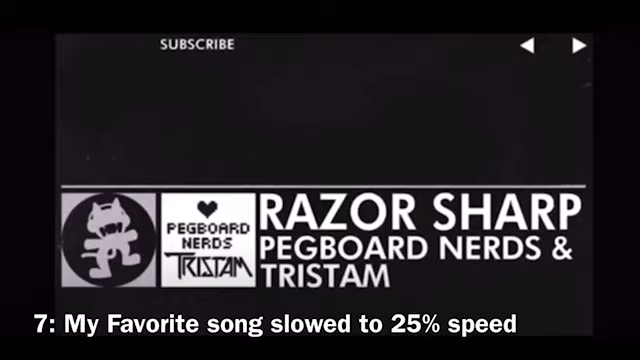 SUBSCRIBE
RAZOR SHARP
PEGBOARD
NERDS
TRISTAM
PEGBOARD NERDS &
TRISTAM
7: My Favorite song slowed to 25% speed